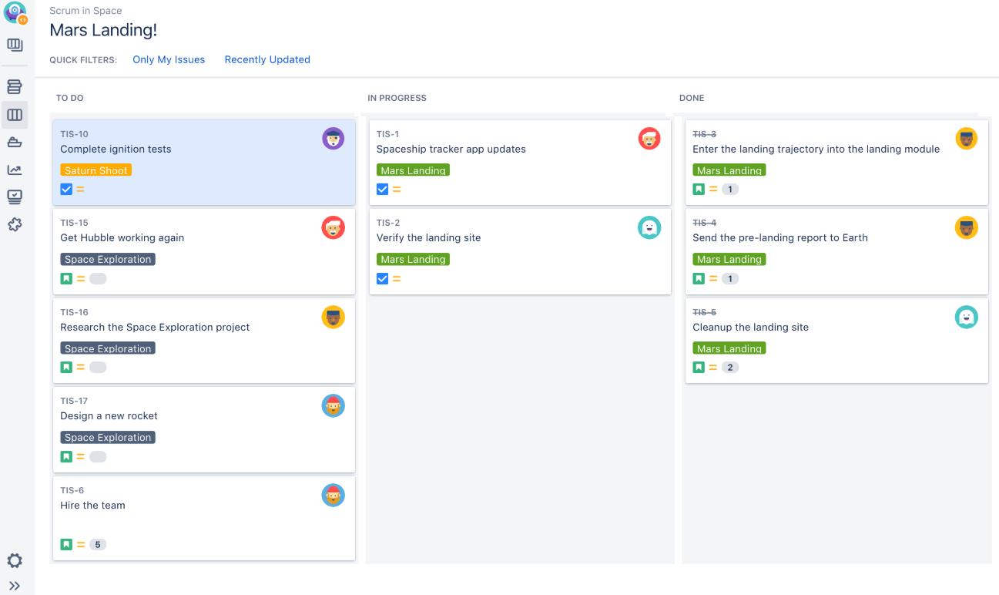 Scrum in Space
Mars Landing!
QUICK FILTERS: Only My Issues Recently Updated
TO DO
TIS-10
Complete ignition tests
Saturn Shoot
TIS-15
Get Hubble working again
Space Exploration
TIS-16
Research the Space Exploration project
Space Exploration
TIS-17
Design a new rocket
Space Exploration
TIS-6
Hire the team
5
IN PROGRESS
TIS-1
Spaceship tracker app updates
Mars Landing
TIS-2
Verify the landing site
Mars Landing
DONE
TIS-3
Enter the landing trajectory into the landing module
Mars Landing
1
TIS-4
Send the pre-landing report to Earth
Mars Landing
1
TIS-5
Cleanup the landing site
Mars Landing
2